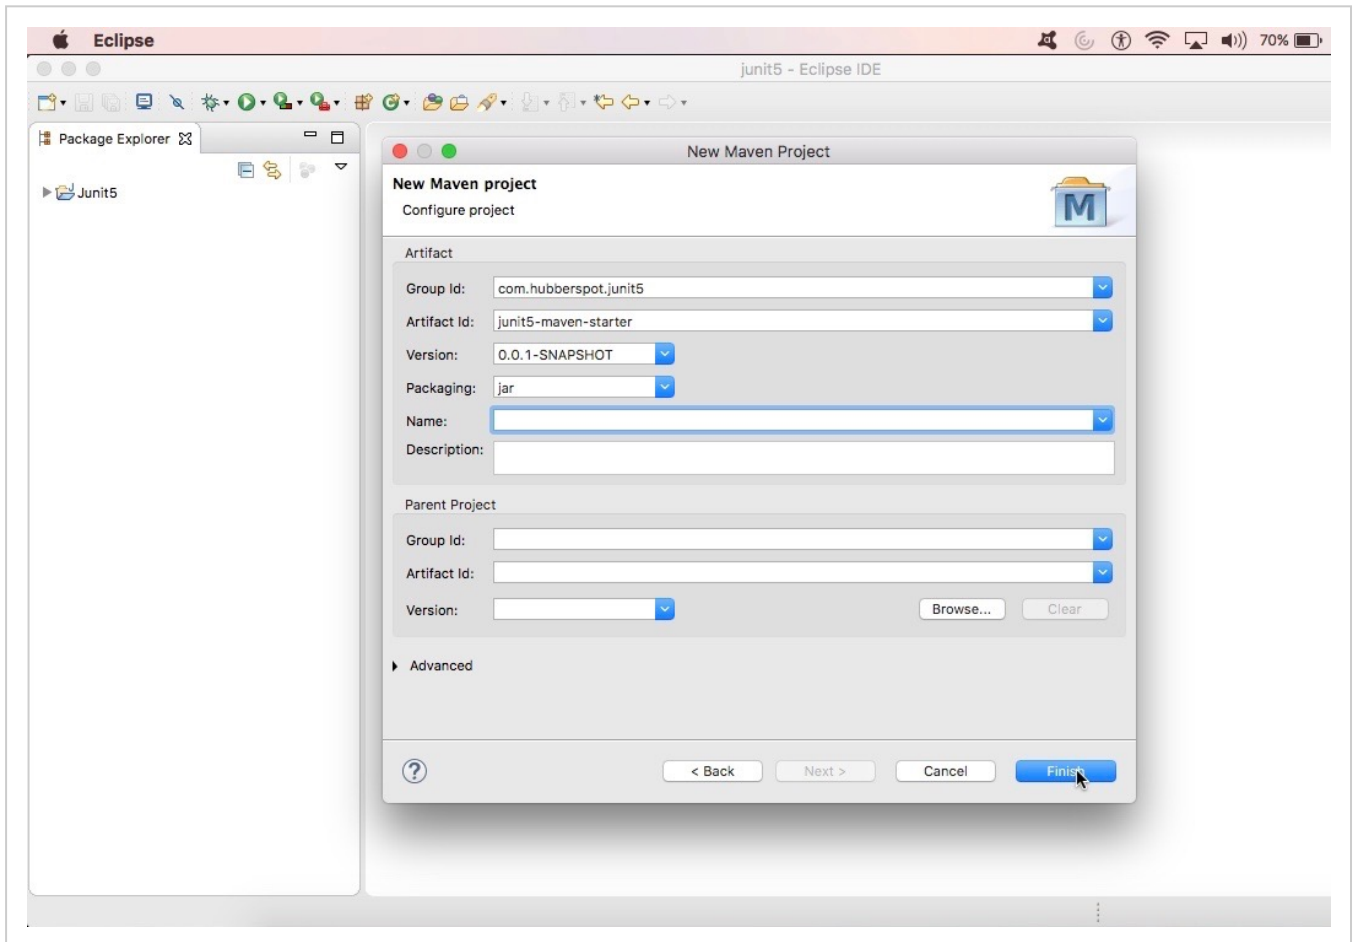 Eclipse
70%
junit5 - Eclipse IDE
Package Explorer
Junit5
New Maven Project
New Maven project
Configure project
M
Artifact
Group Id: com.hubberspot.junit5
Artifact Id: junit5-maven-starter
Version: 0.0.1-SNAPSHOT
Packaging: jar
Name:
Description:
Parent Project
Group Id:
Artifact Id:
Version: Browse... Clear
Advanced
? < Back Next > Cancel Finish